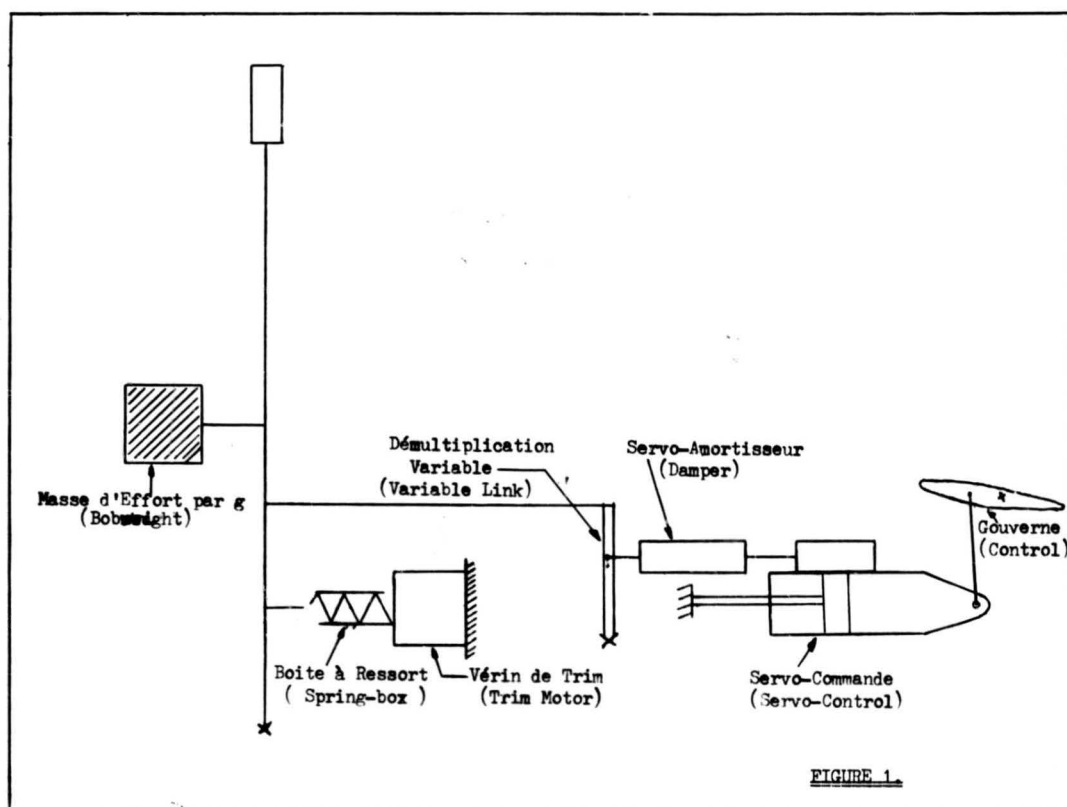 Démultiplication
Variable
(Variable Link)
Servo-Amortisseur
(Damper)
Gouverne
(Control)
Masse d'Effort par g
(Bobweight)
Boite à Ressort
( Spring-box )
Vérin de Trim
(Trim Motor)
Servo-Commande
(Servo-Control)
FIGURE 1.